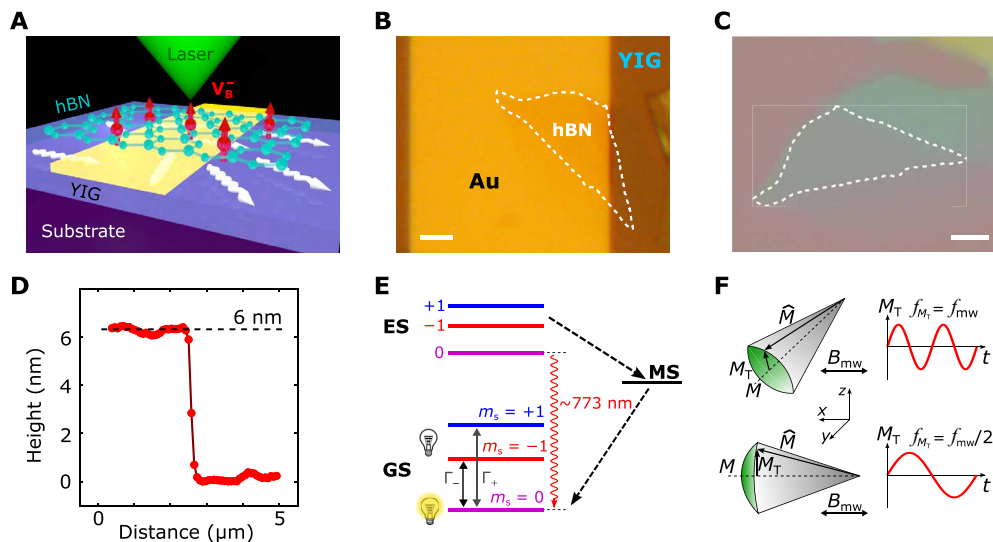 A
Laser
hBN
V_B^-
YIG
Substrate
B
YIG
hBN
Au
C
D
6 nm
6
4
2
0
Height (nm)
0
5
Distance (μm)
E
+1
ES
−1
0
MS
~773 nm
m_s = +1
m_s = −1
GS
Γ_−
Γ_+
m_s = 0
F
M̂
M_T
M
B_mw
M_T f_{M_T} = f_mw
t
z
x
y
M̂
M
M_T
B_mw
M_T f_{M_T} = f_mw/2
t